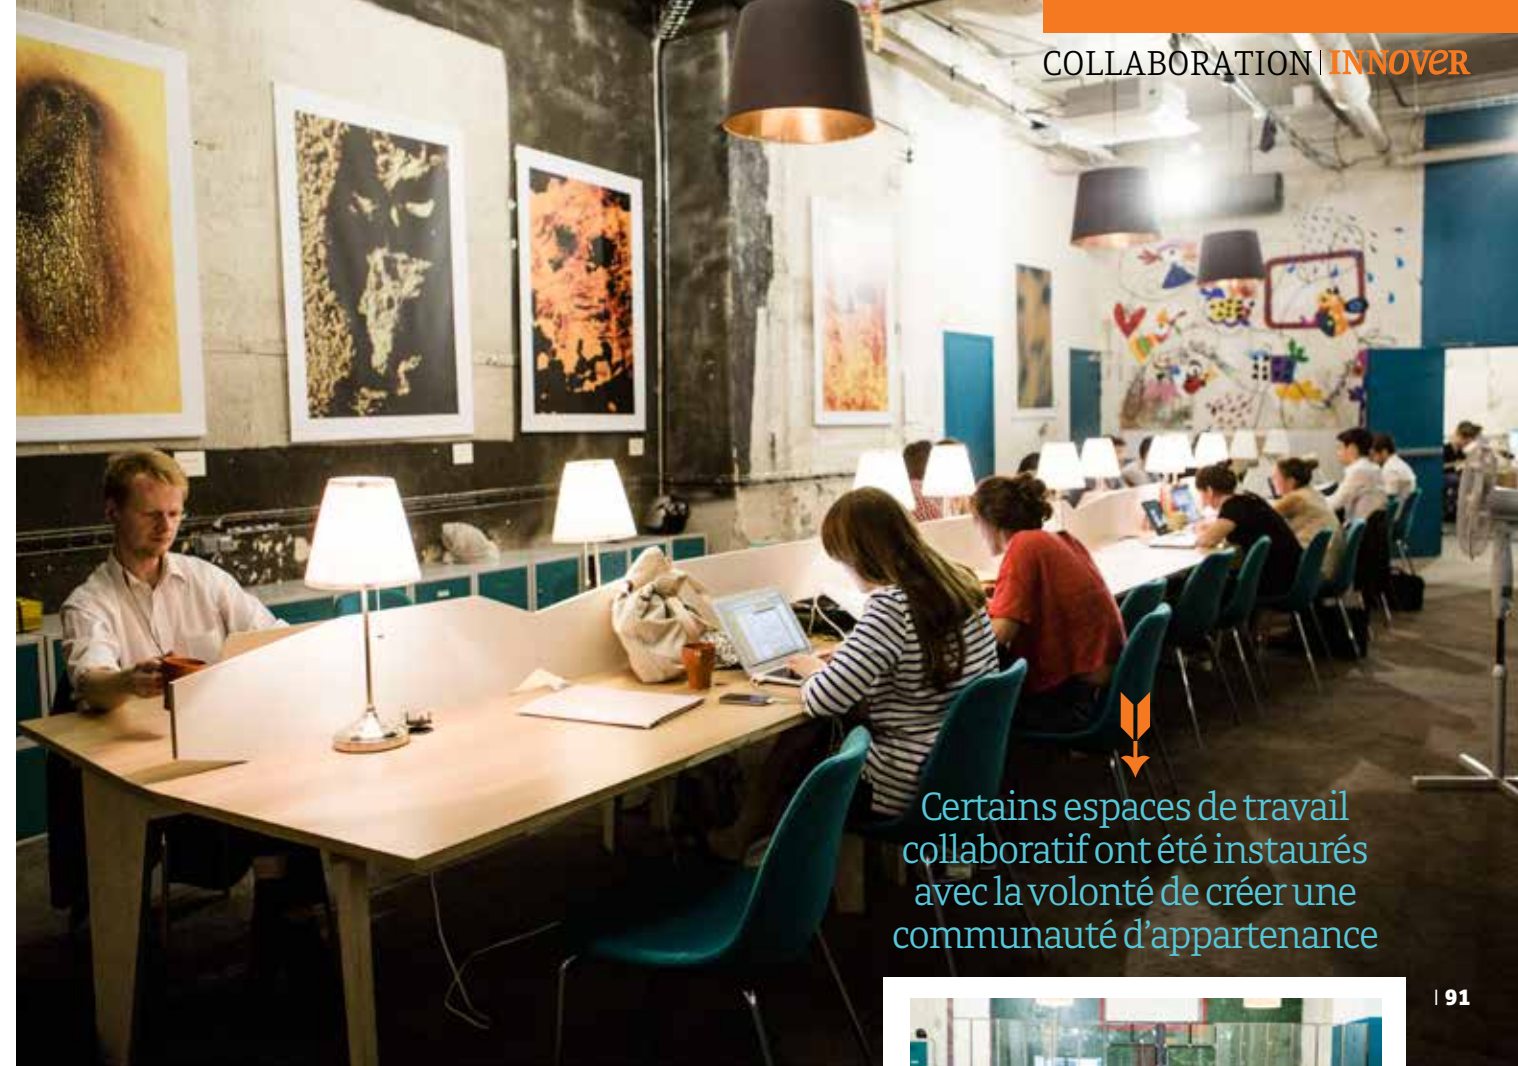 COLLABORATION | INNOVER
Certains espaces de travail
collaboratif ont été instaurés
avec la volonté de créer une
communauté d'appartenance
| 91